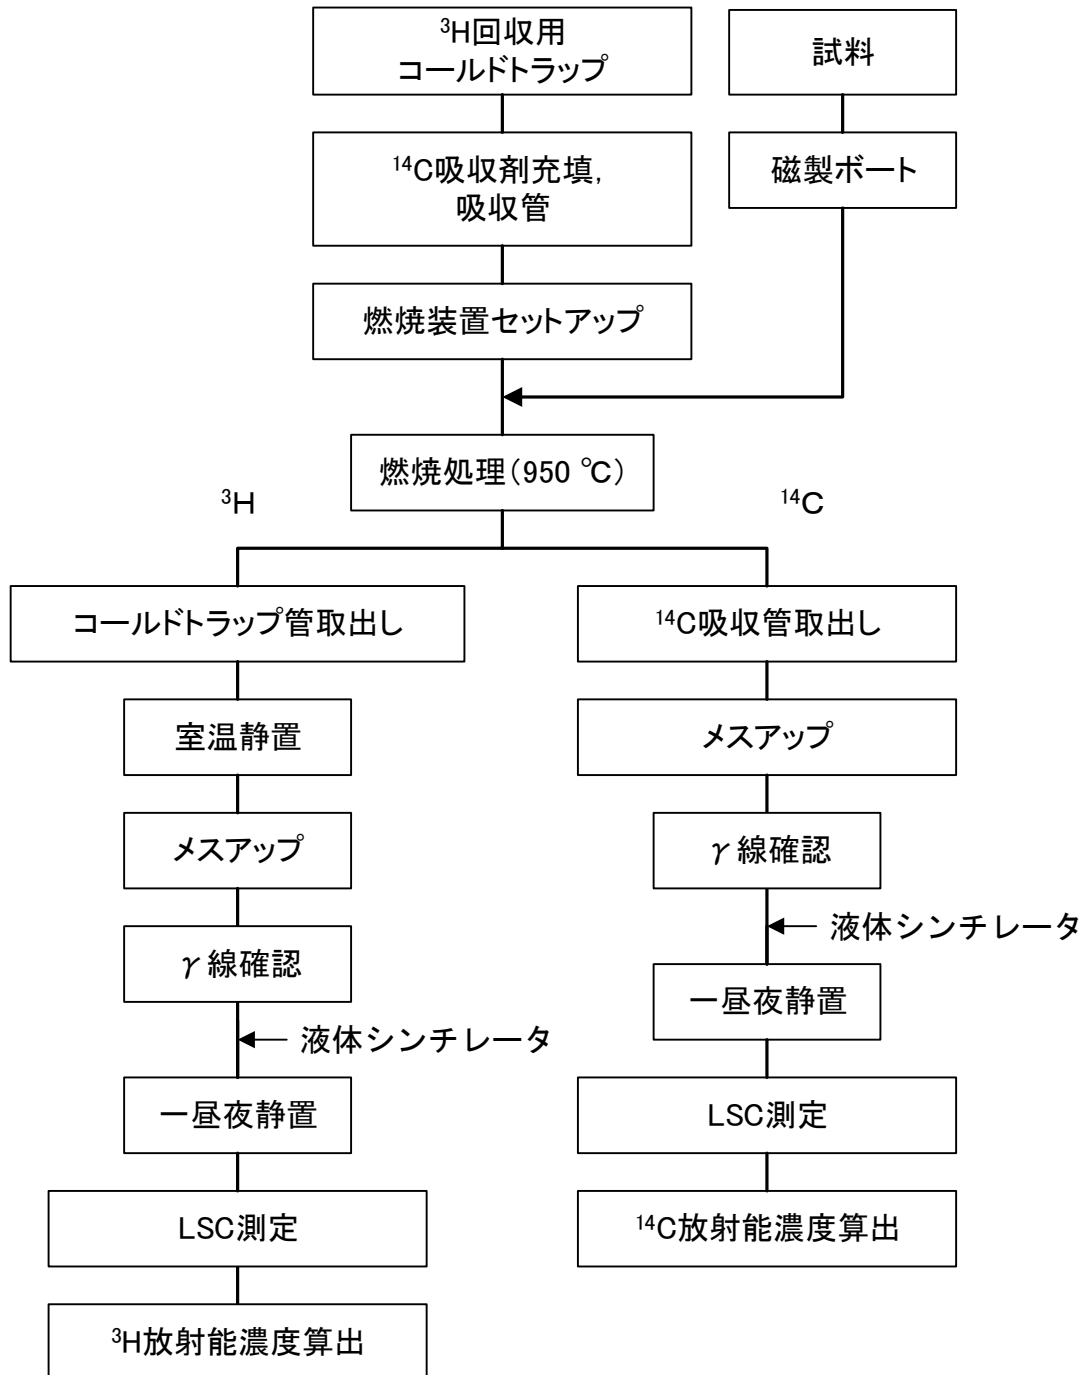 ³H回収用
コールドトラップ
試料
¹⁴C吸収剤充填,
吸収管
磁製ボート
燃焼装置セットアップ
燃焼処理(950 ℃)
³H
¹⁴C
コールドトラップ管取出し
室温静置
メスアップ
γ線確認
液体シンチレータ
一昼夜静置
LSC測定
³H放射能濃度算出
¹⁴C吸収管取出し
メスアップ
γ線確認
液体シンチレータ
一昼夜静置
LSC測定
¹⁴C放射能濃度算出